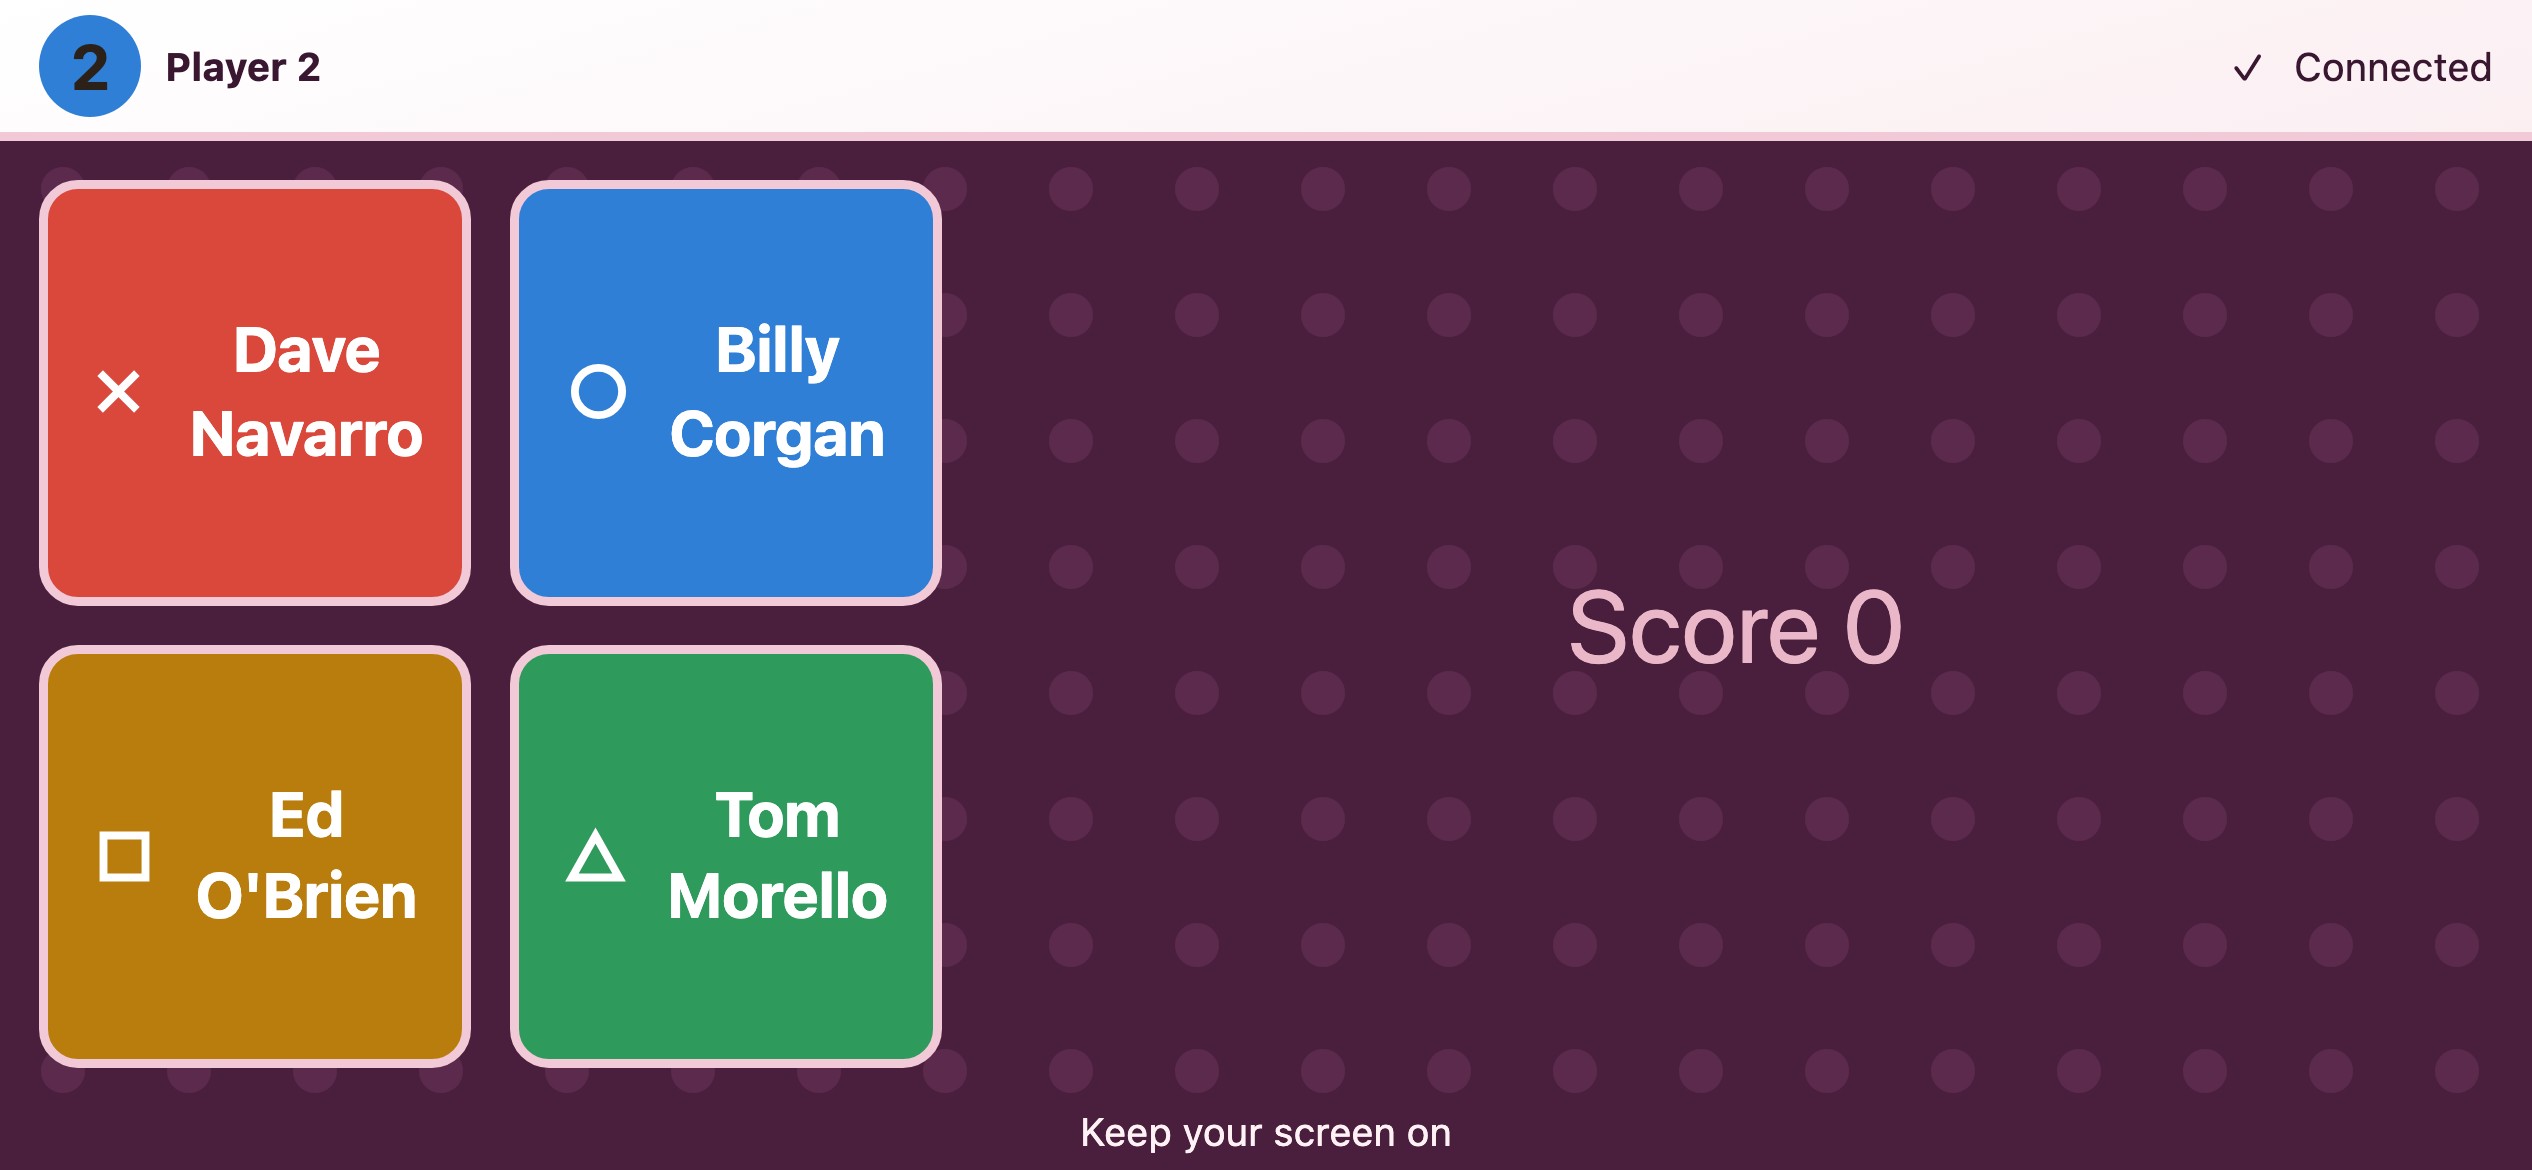 2 Player 2
✓ Connected
Dave
Navarro
Billy
Corgan
Ed
O'Brien
Tom
Morello
Score 0
Keep your screen on